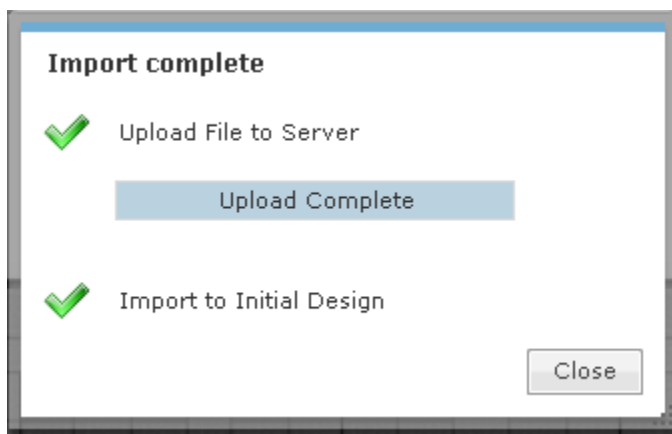 Import complete
Upload File to Server
Upload Complete
Import to Initial Design
Close